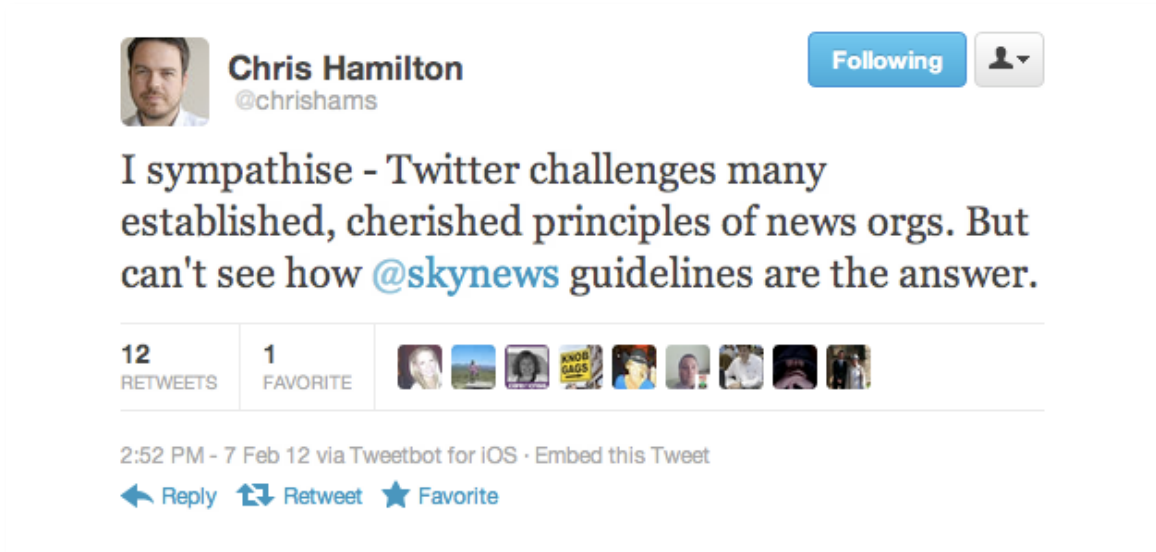 Chris Hamilton
@chrishams
Following
I sympathise - Twitter challenges many
established, cherished principles of news orgs. But
can't see how @skynews guidelines are the answer.
12
RETWEETS
1
FAVORITE
KNOB
GAGS
2:52 PM - 7 Feb 12 via Tweetbot for iOS · Embed this Tweet
Reply Retweet Favorite